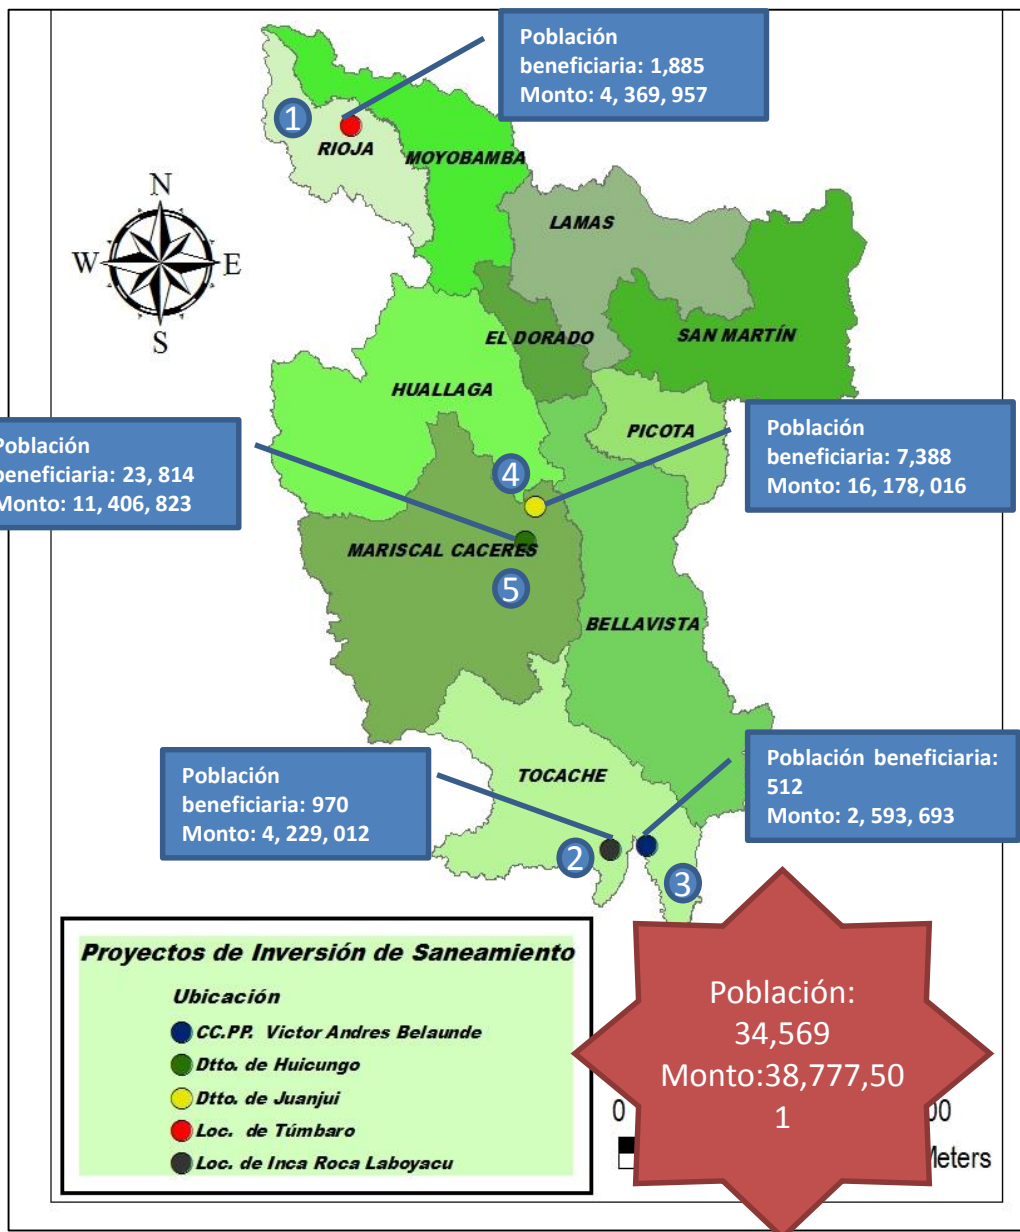 Población
beneficiaria: 1,885
Monto: 4, 369, 957
1
RIOJA
MOYOBAMBA
N
W
E
S
LAMAS
EL DORADO
SAN MARTÍN
HUALLAGA
PICOTA
Población
beneficiaria: 23, 814
Monto: 11, 406, 823
Población
beneficiaria: 7,388
Monto: 16, 178, 016
4
MARISCAL CACERES
5
BELLAVISTA
Población
beneficiaria: 970
Monto: 4, 229, 012
TOCACHE
Población beneficiaria:
512
Monto: 2, 593, 693
2
3
Proyectos de Inversión de Saneamiento
Ubicación
CC.PP. Victor Andres Belaunde
Dtto. de Huicungo
Dtto. de Juanjui
Loc. de Túmbaro
Loc. de Inca Roca Laboyacu
Población:
34,569
Monto:38,777,50
1
0
00
Meters